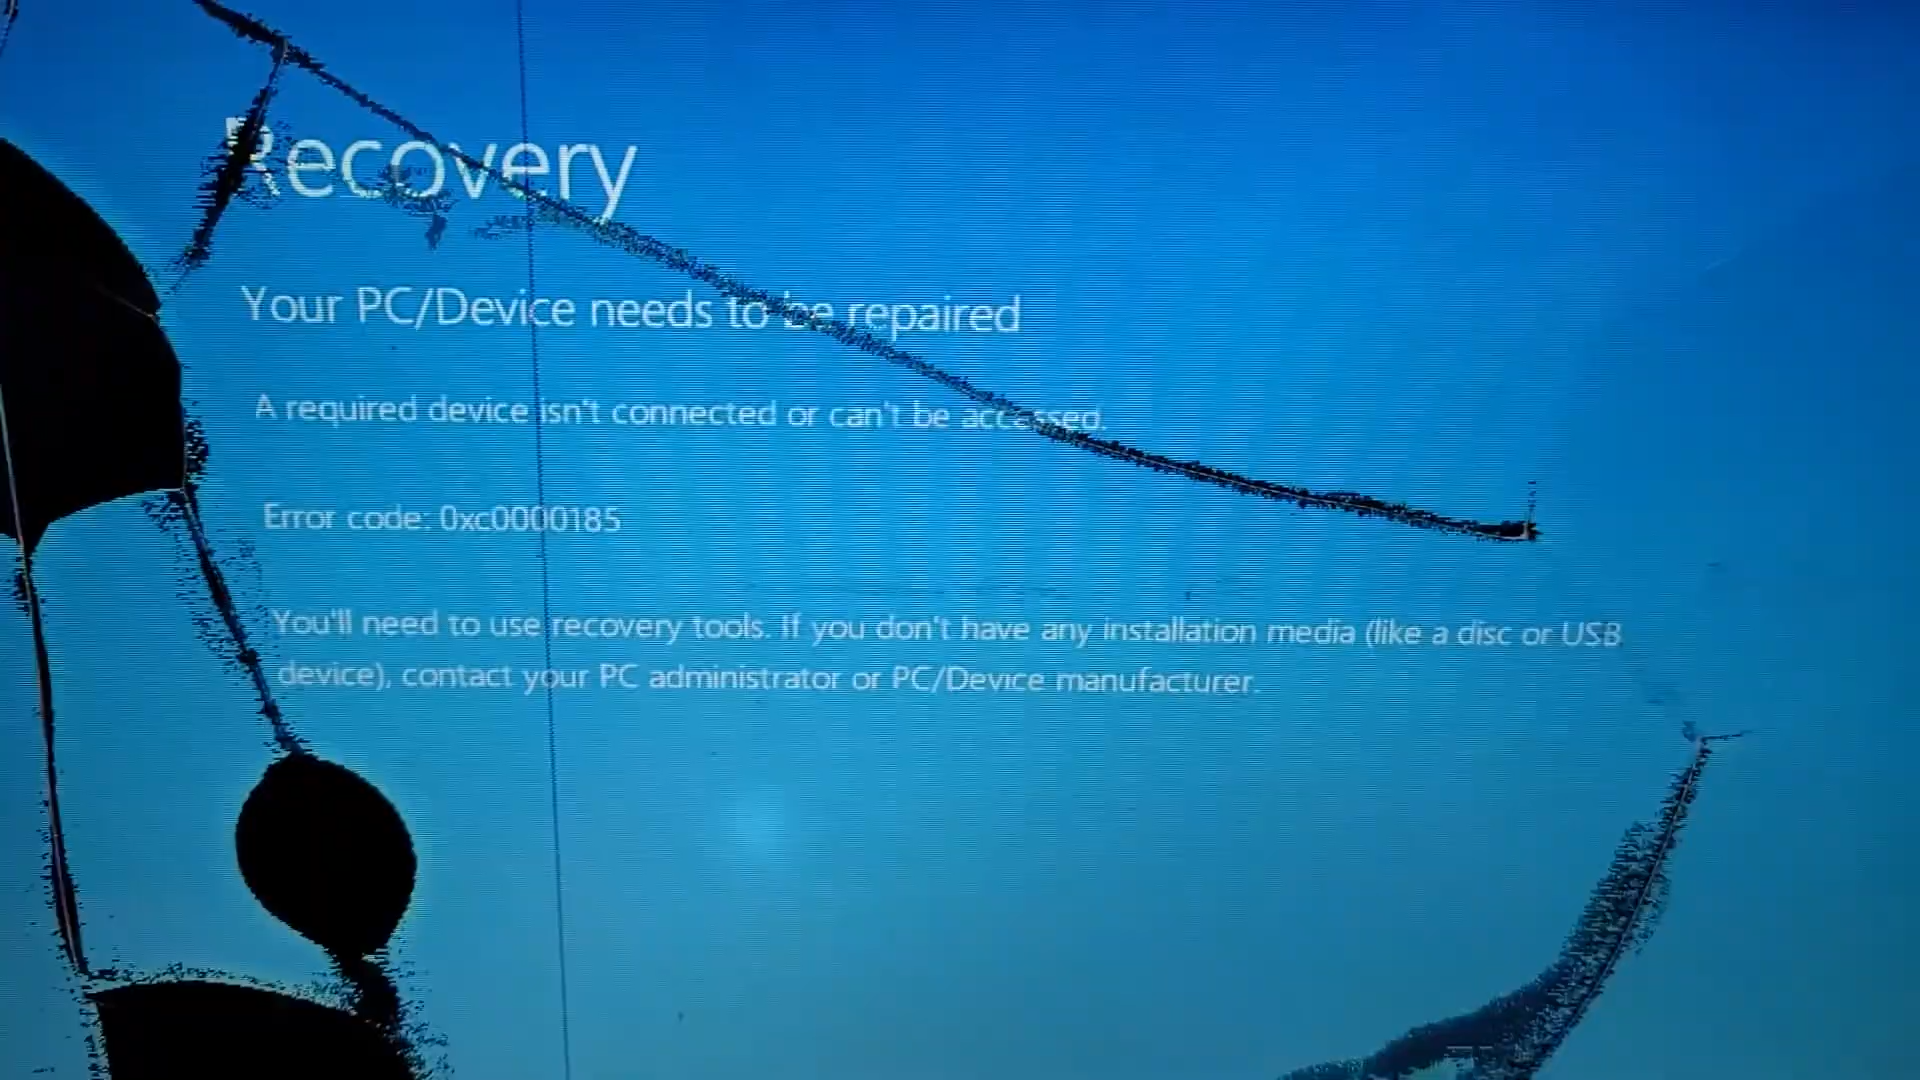 Recovery
Your PC/Device needs to be repaired
A required device isn't connected or can't be accessed.
Error code: 0xc0000185
You'll need to use recovery tools. If you don't have any installation media (like a disc or USB
device), contact your PC administrator or PC/Device manufacturer.